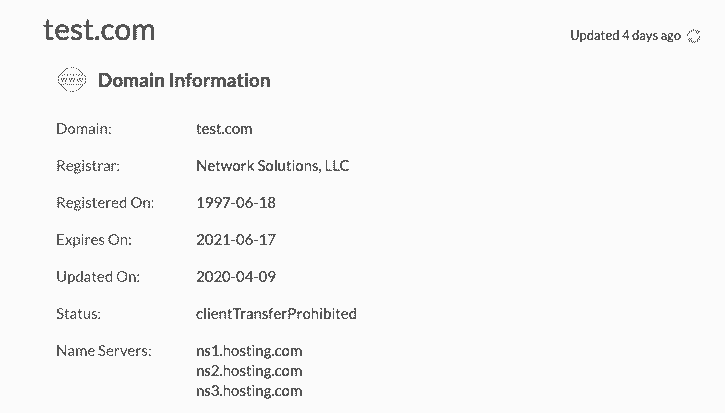 test.com
Updated 4 days ago
www
Domain Information
Domain: test.com
Registrar: Network Solutions, LLC
Registered On: 1997-06-18
Expires On: 2021-06-17
Updated On: 2020-04-09
Status: clientTransferProhibited
Name Servers: ns1.hosting.com
ns2.hosting.com
ns3.hosting.com